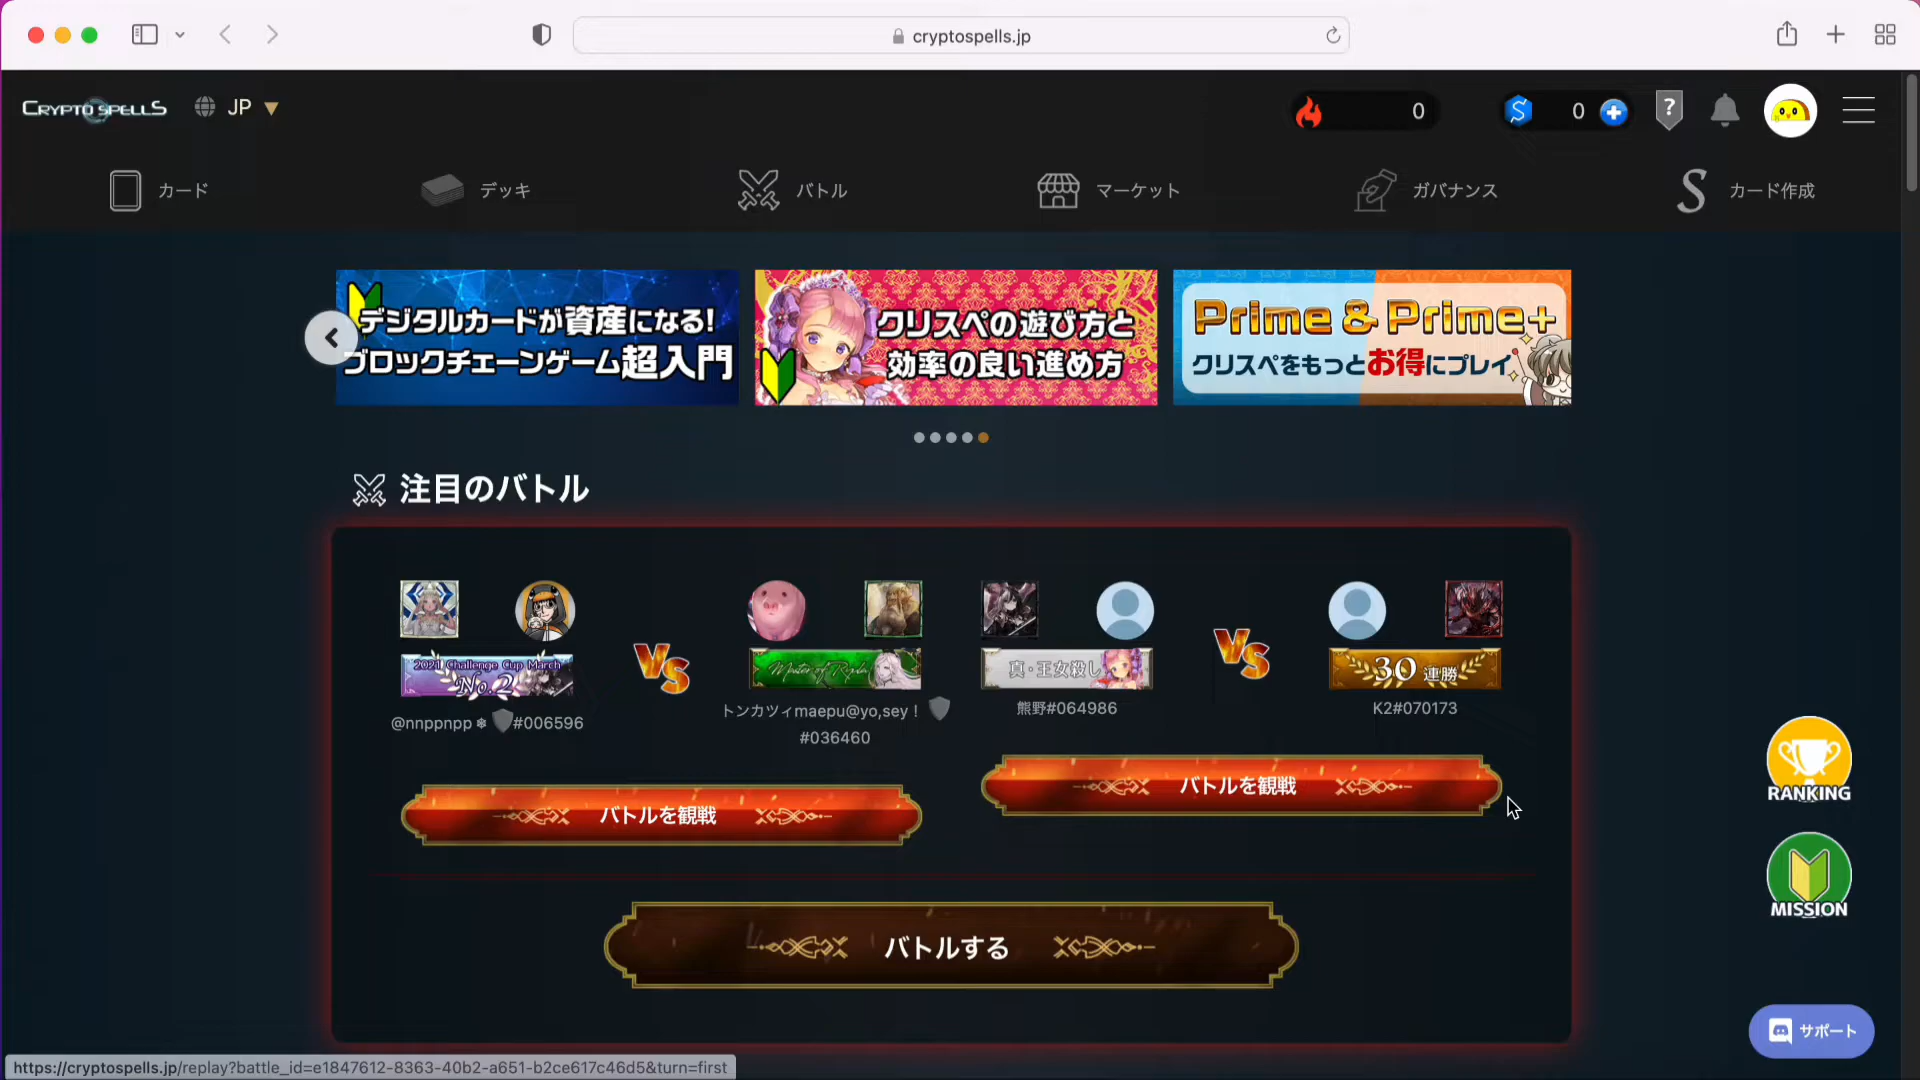 cryptospells.jp
CRYPTO SPELLS
JP
0
0
?
カード
デッキ
バトル
マーケット
ガバナンス
カード作成
デジタルカードが資産になる!
ブロックチェーンゲーム超入門
クリスペの遊び方と
効率の良い進め方
Prime & Prime+
クリスペをもっとお得にプレイ
注目のバトル
2021 Challenge Cup March
No.2
@nnppnpp ❄ #006596
VS
Master of Regalia
トンカツィmaepu@yo,sey！
#036460
バトルを観戦
真・王女殺し
熊野#064986
VS
30 連勝
K2#070173
バトルを観戦
バトルする
RANKING
MISSION
サポート
https://cryptospells.jp/replay?battle_id=e1847612-8363-40b2-a651-b2ce617c46d5&turn=first